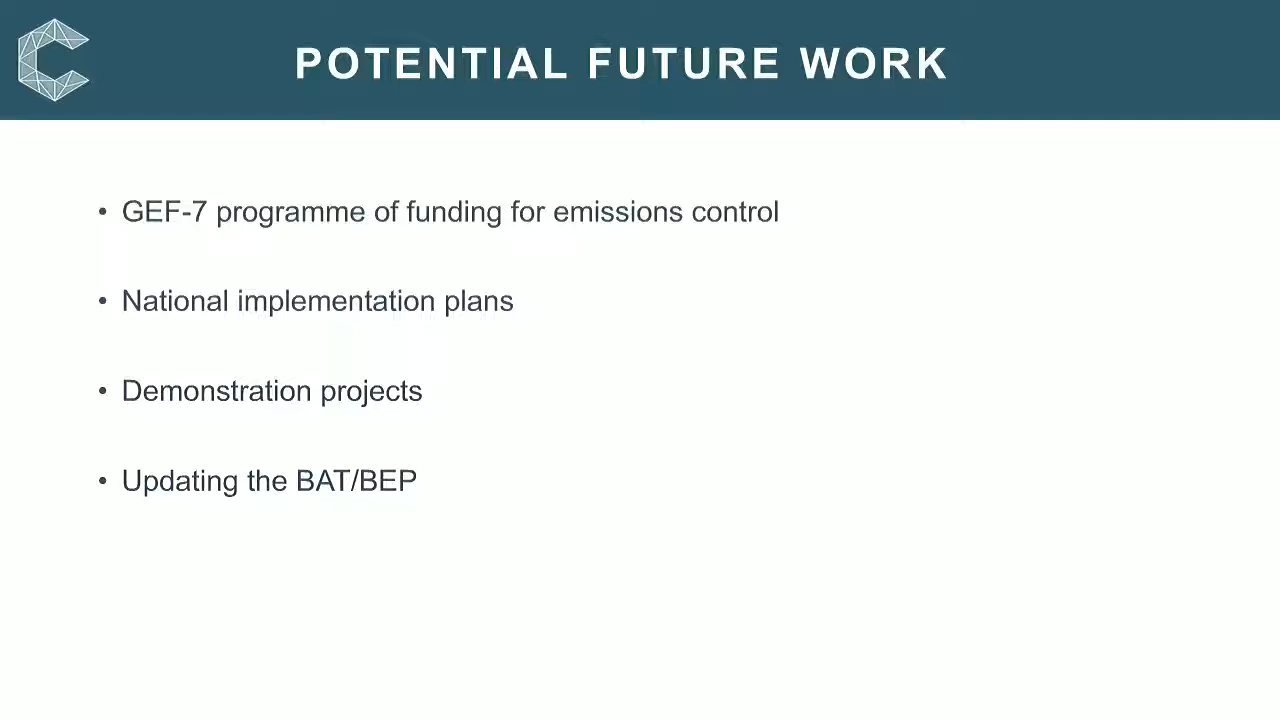 POTENTIAL FUTURE WORK
• GEF-7 programme of funding for emissions control
• National implementation plans
• Demonstration projects
• Updating the BAT/BEP